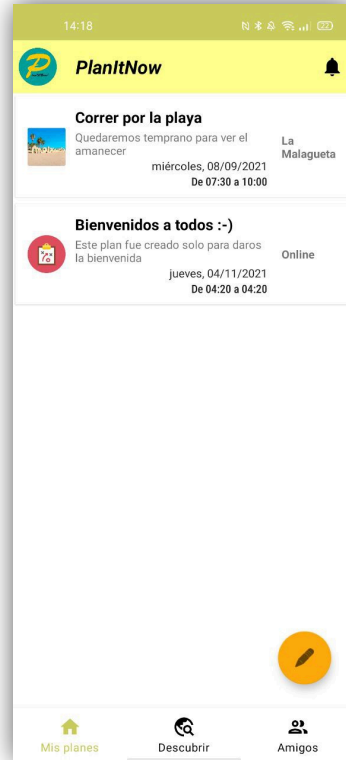 14:18
22
PlanItNow
Correr por la playa
Quedaremos temprano para ver el
amanecer
La
Malagueta
miércoles, 08/09/2021
De 07:30 a 10:00
Bienvenidos a todos :-)
Este plan fue creado solo para daros
la bienvenida
Online
jueves, 04/11/2021
De 04:20 a 04:20
Mis planes
Descubrir
Amigos